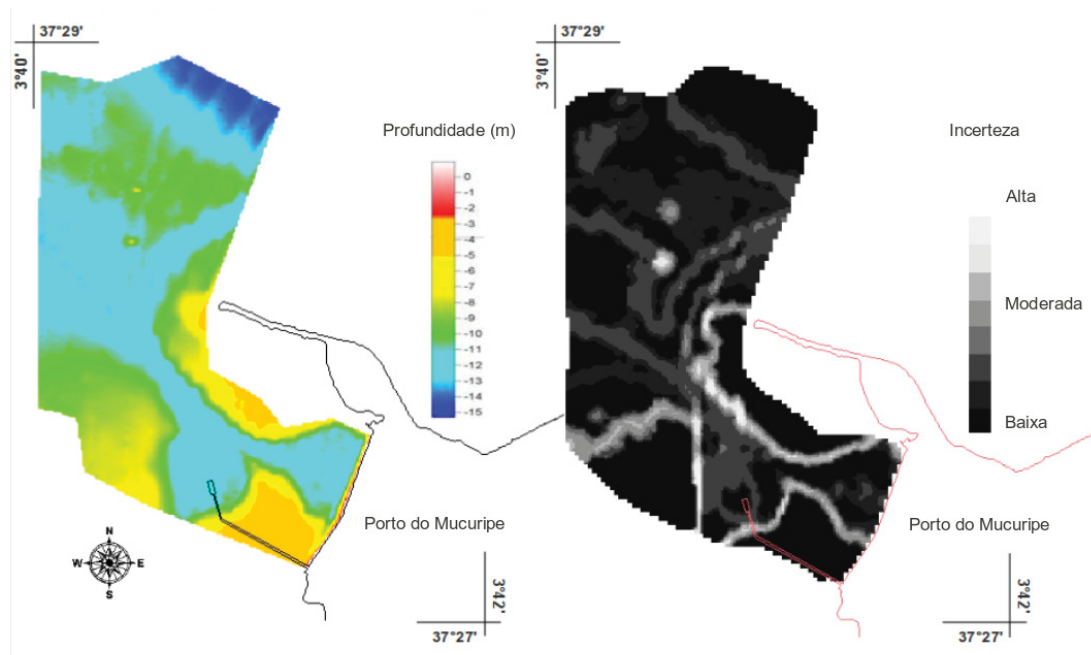 37°29'
3°40'
Profundidade (m)
0
-1
-2
-3
-4
-5
-6
-7
-8
-9
-10
-11
-12
-13
-14
-15
Porto do Mucuripe
N
W
E
S
3°42'
37°27'
37°29'
3°40'
Incerteza
Alta
Moderada
Baixa
Porto do Mucuripe
3°42'
37°27'